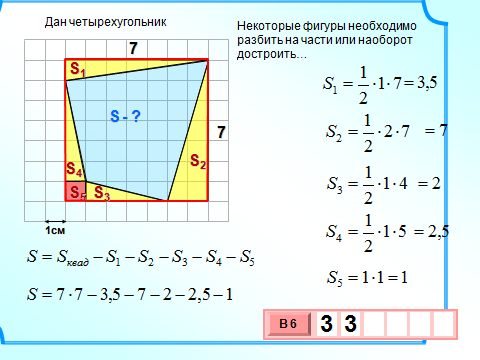 Дан четырехугольник
Некоторые фигуры необходимо
разбить на части или наоборот
достроить...
7
S₁
S - ?
7
S₂
S₄
S₅ S₃
1см
S₁ = 1/2 · 1 · 7 = 3,5
S₂ = 1/2 · 2 · 7 = 7
S₃ = 1/2 · 1 · 4 = 2
S₄ = 1/2 · 1 · 5 = 2,5
S₅ = 1 · 1 = 1
S = Sквад − S₁ − S₂ − S₃ − S₄ − S₅
S = 7 · 7 − 3,5 − 7 − 2 − 2,5 − 1
В 6 3 3